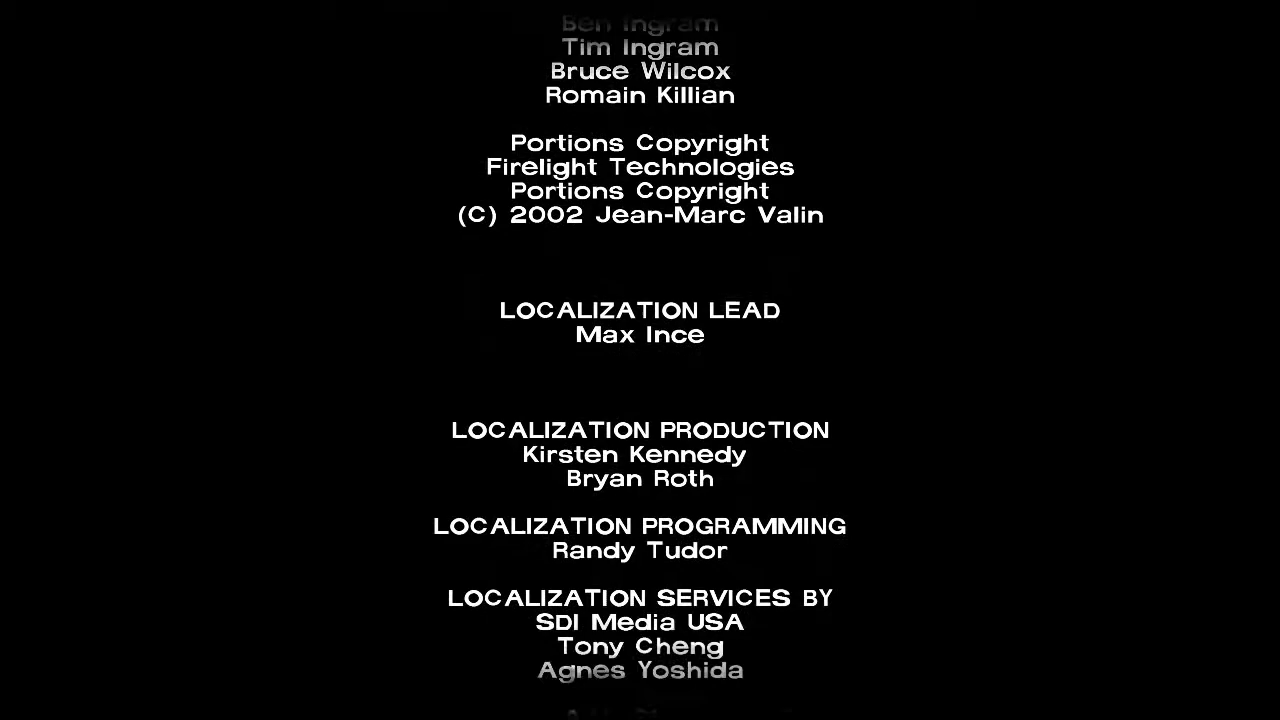 Ben Ingram
Tim Ingram
Bruce Wilcox
Romain Killian
Portions Copyright
Firelight Technologies
Portions Copyright
(C) 2002 Jean-Marc Valin
LOCALIZATION LEAD
Max Ince
LOCALIZATION PRODUCTION
Kirsten Kennedy
Bryan Roth
LOCALIZATION PROGRAMMING
Randy Tudor
LOCALIZATION SERVICES BY
SDI Media USA
Tony Cheng
Agnes Yoshida